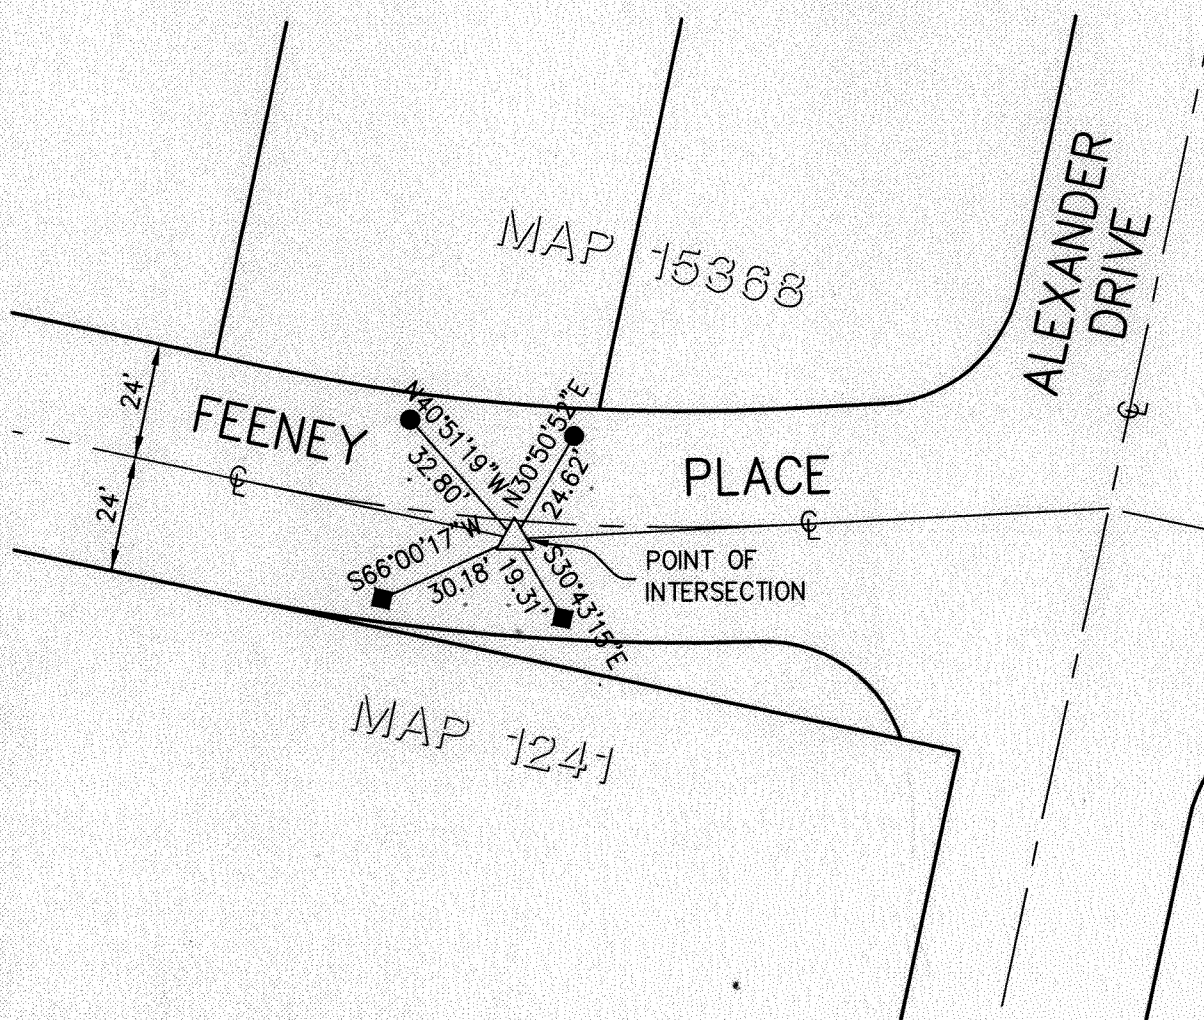 MAP 15368
ALEXANDER
DRIVE
24'
24'
FEENEY
PLACE
℄
℄
℄
N40°51'19"W
32.80'
N30°50'52"E
24.62'
S66°00'17"W
30.18'
S30°43'15"E
19.31'
POINT OF
INTERSECTION
MAP 1241